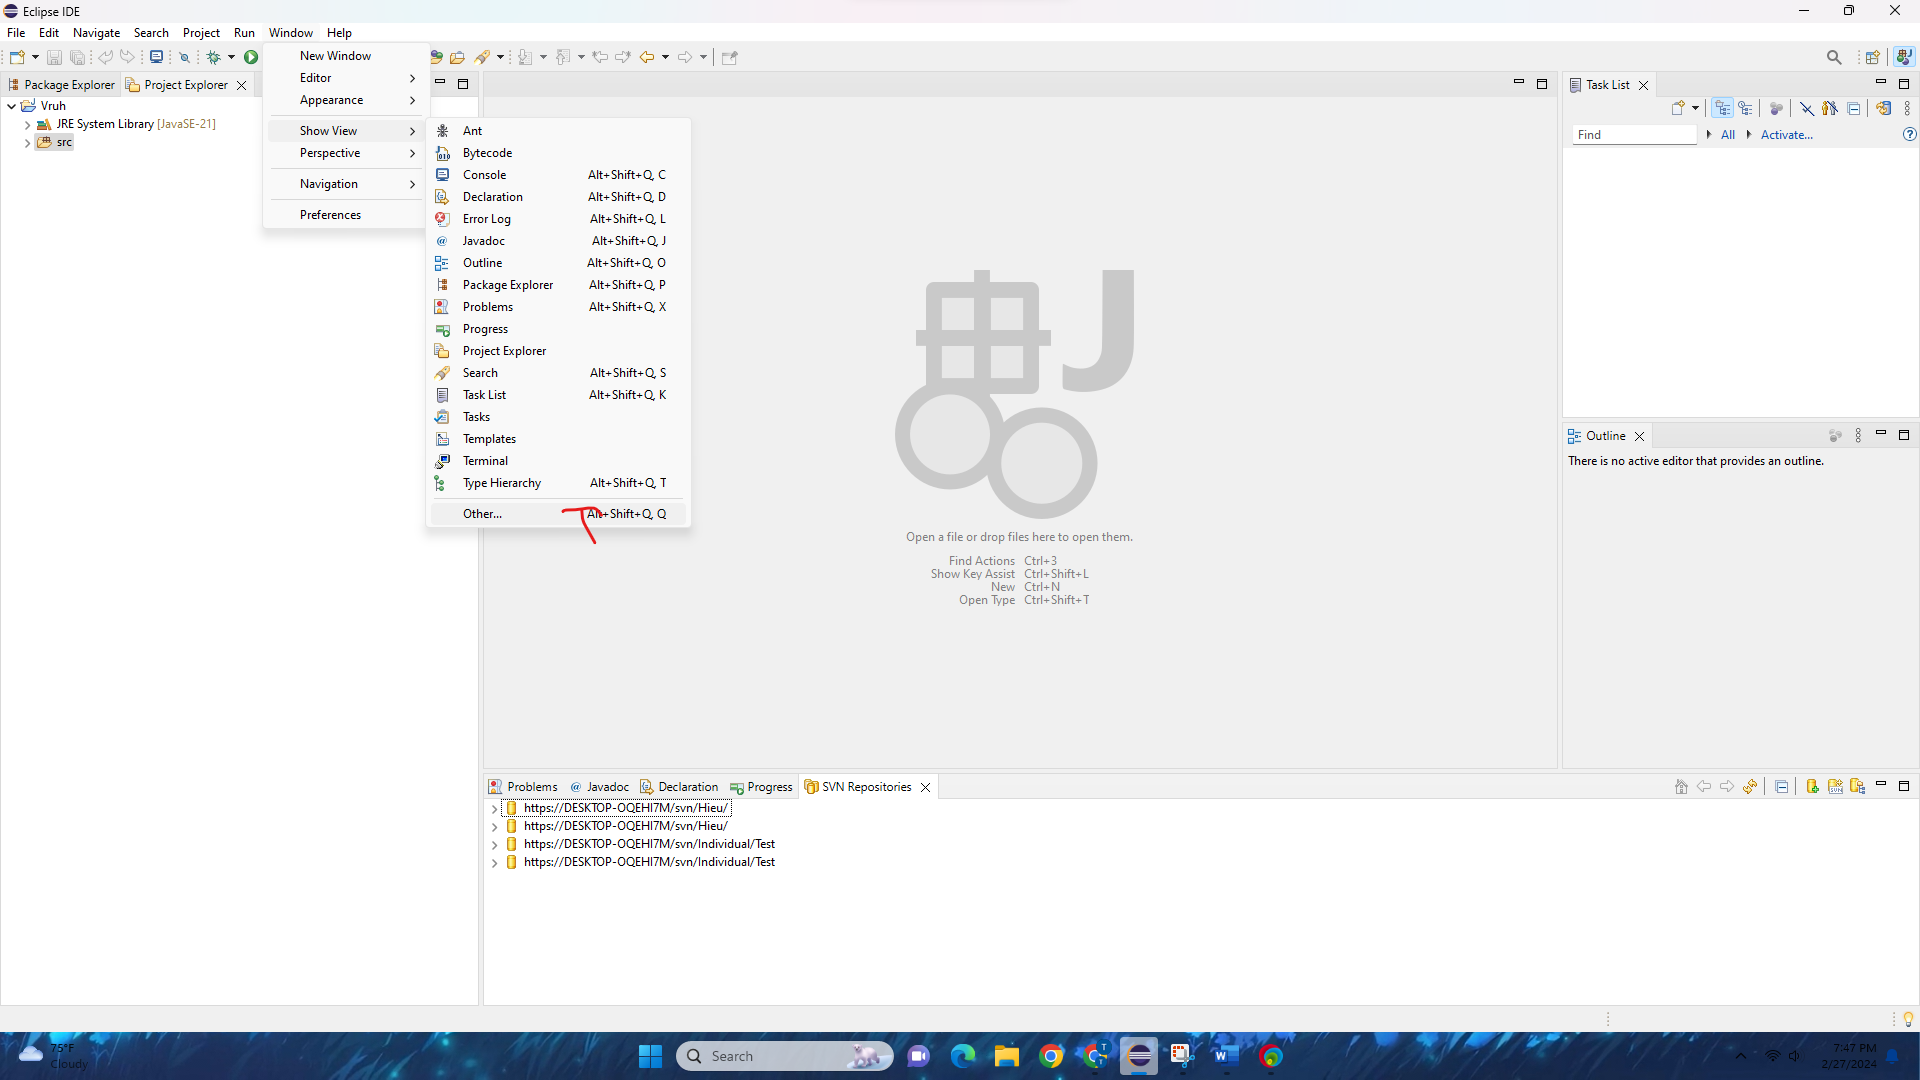 Eclipse IDE
File Edit Navigate Search Project Run Window Help
Package Explorer Project Explorer
Vruh
JRE System Library [JavaSE-21]
src
New Window
Editor
Appearance
Show View
Perspective
Navigation
Preferences
Ant
Bytecode
Console Alt+Shift+Q, C
Declaration Alt+Shift+Q, D
Error Log Alt+Shift+Q, L
Javadoc Alt+Shift+Q, J
Outline Alt+Shift+Q, O
Package Explorer Alt+Shift+Q, P
Problems Alt+Shift+Q, X
Progress
Project Explorer
Search Alt+Shift+Q, S
Task List Alt+Shift+Q, K
Tasks
Templates
Terminal
Type Hierarchy Alt+Shift+Q, T
Other... Alt+Shift+Q, Q
J
Open a file or drop files here to open them.
Find Actions Ctrl+3
Show Key Assist Ctrl+Shift+L
New Ctrl+N
Open Type Ctrl+Shift+T
Task List
Find All Activate...
Outline
There is no active editor that provides an outline.
Problems Javadoc Declaration Progress SVN Repositories
https://DESKTOP-OQEHI7M/svn/Hieu/
https://DESKTOP-OQEHI7M/svn/Hieu/
https://DESKTOP-OQEHI7M/svn/Individual/Test
https://DESKTOP-OQEHI7M/svn/Individual/Test
75°F
Cloudy
Search
7:47 PM
2/27/2024